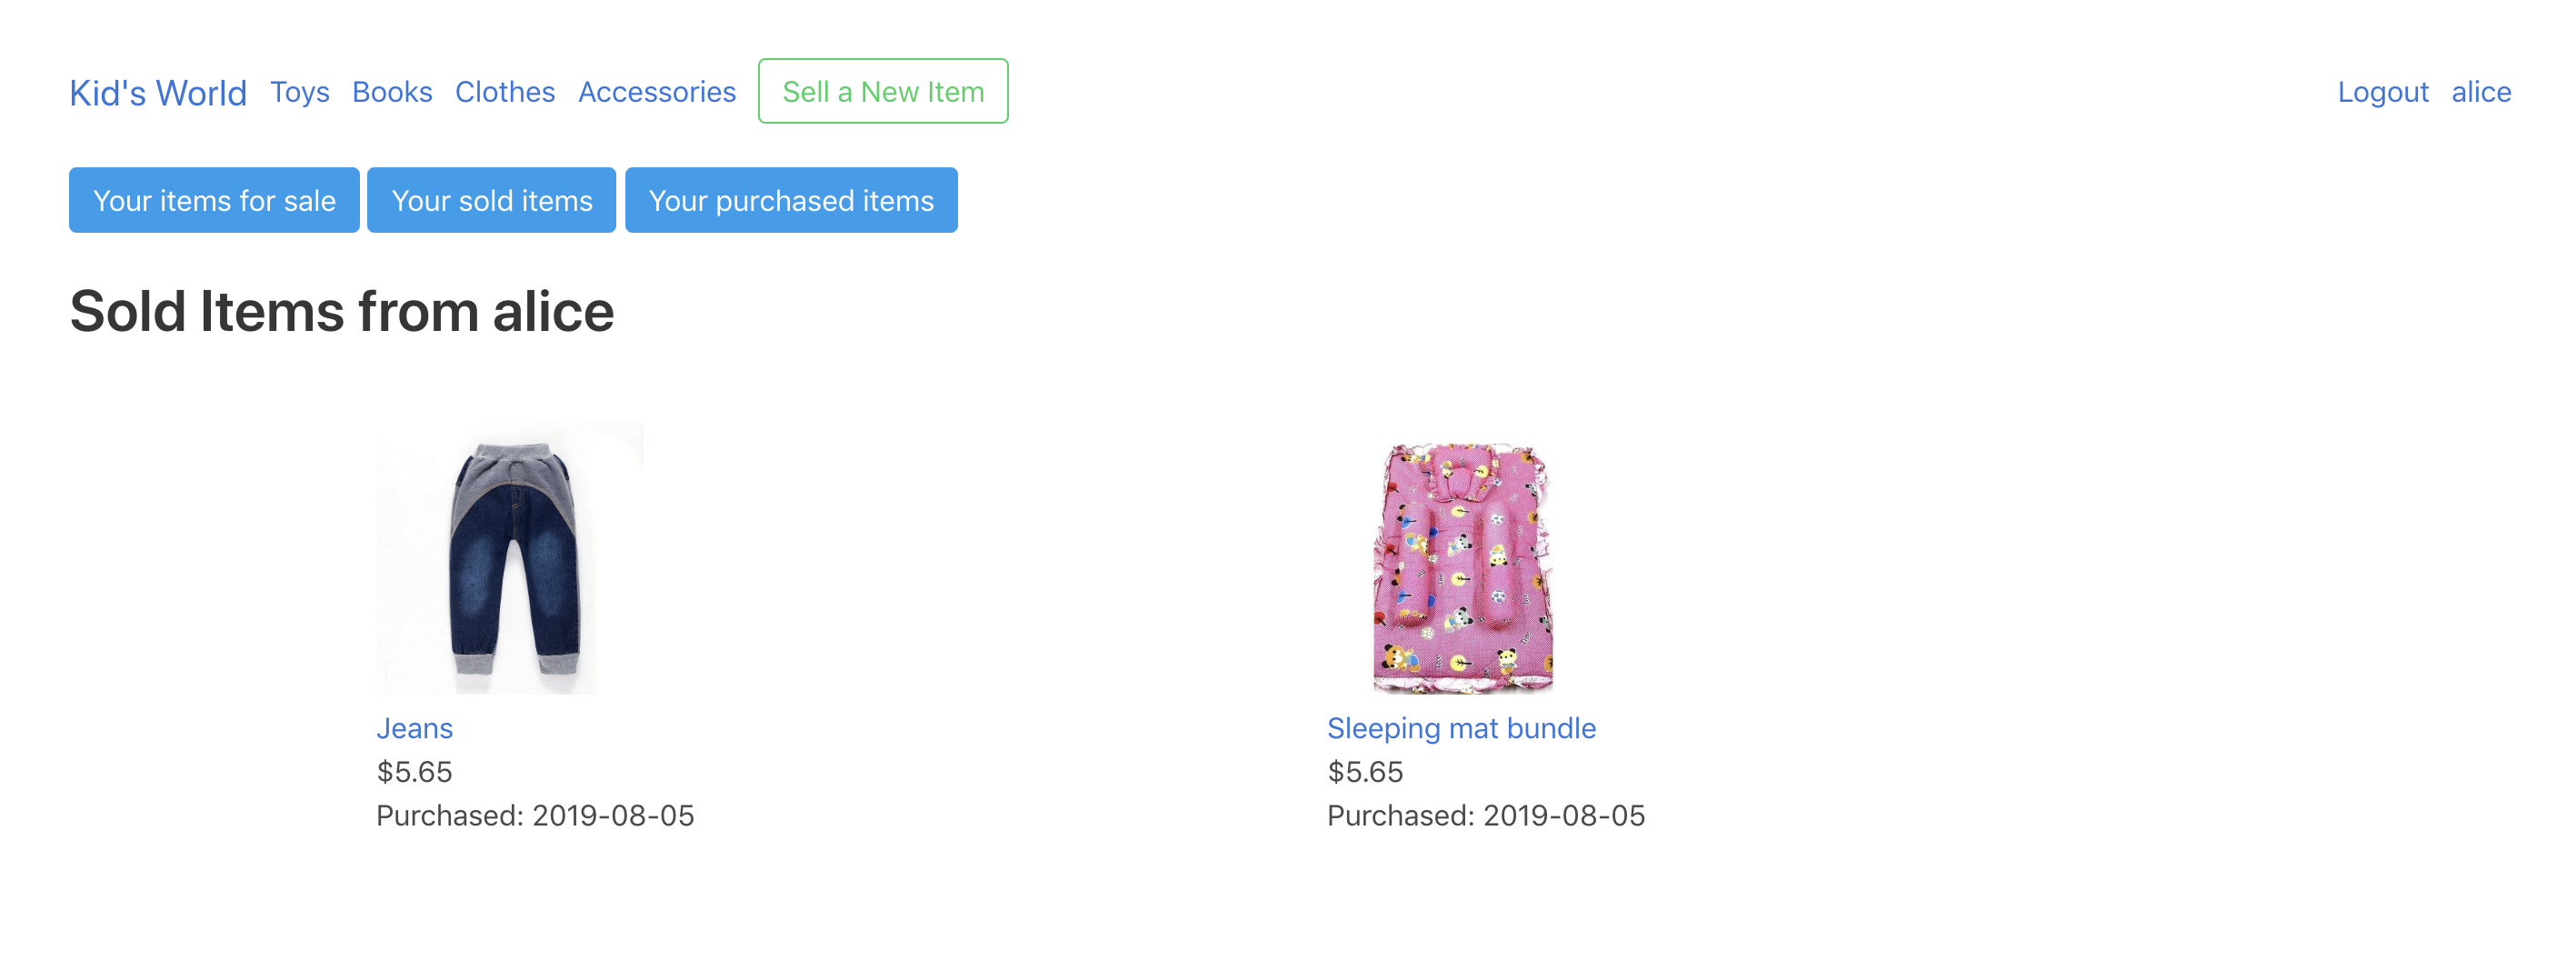 Kid's World Toys Books Clothes Accessories Sell a New Item Logout alice
Your items for sale Your sold items Your purchased items
Sold Items from alice
Jeans
$5.65
Purchased: 2019-08-05
Sleeping mat bundle
$5.65
Purchased: 2019-08-05